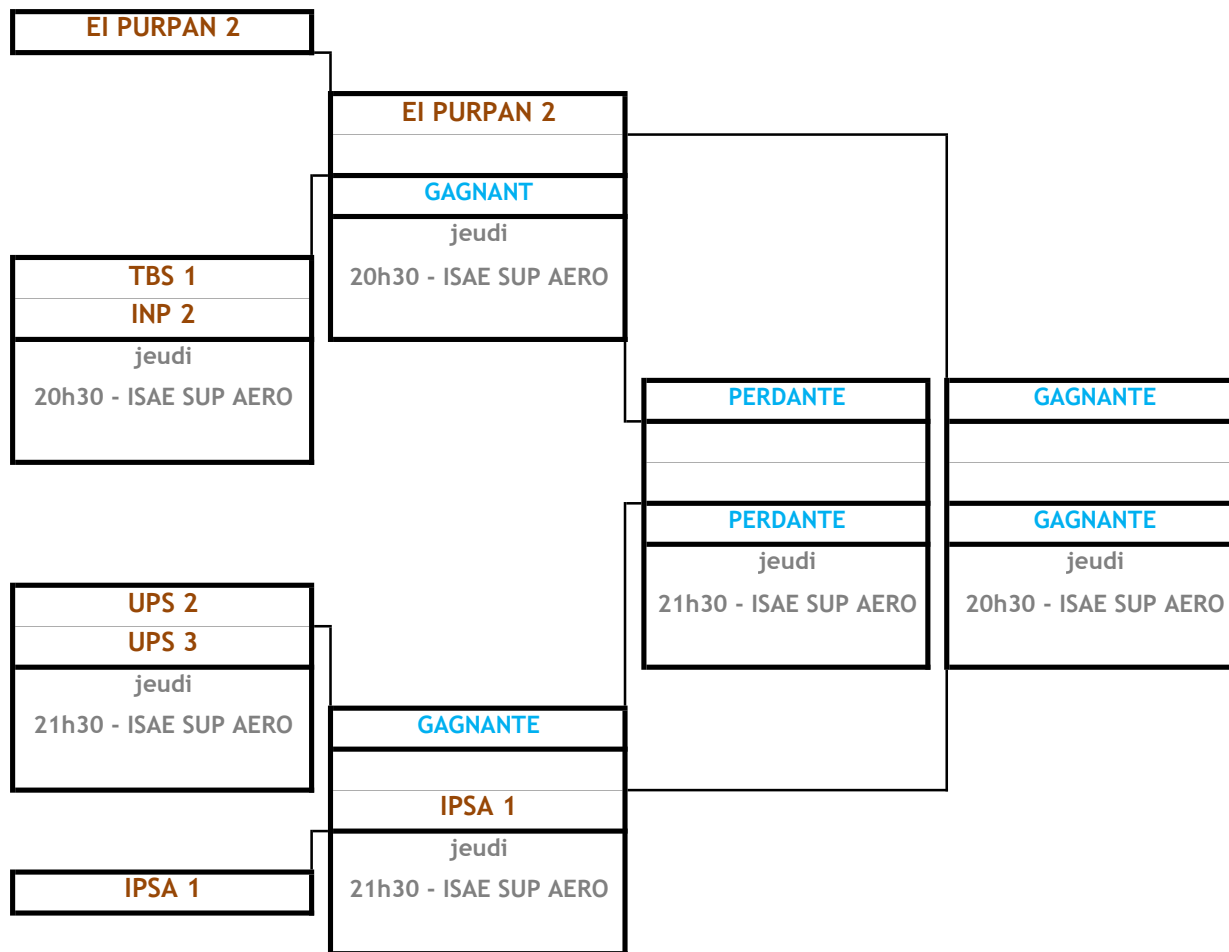 EI PURPAN 2
EI PURPAN 2
GAGNANT
jeudi
20h30 - ISAE SUP AERO
TBS 1
INP 2
jeudi
20h30 - ISAE SUP AERO
PERDANTE
PERDANTE
jeudi
21h30 - ISAE SUP AERO
GAGNANTE
GAGNANTE
jeudi
20h30 - ISAE SUP AERO
UPS 2
UPS 3
jeudi
21h30 - ISAE SUP AERO
GAGNANTE
IPSA 1
jeudi
21h30 - ISAE SUP AERO
IPSA 1